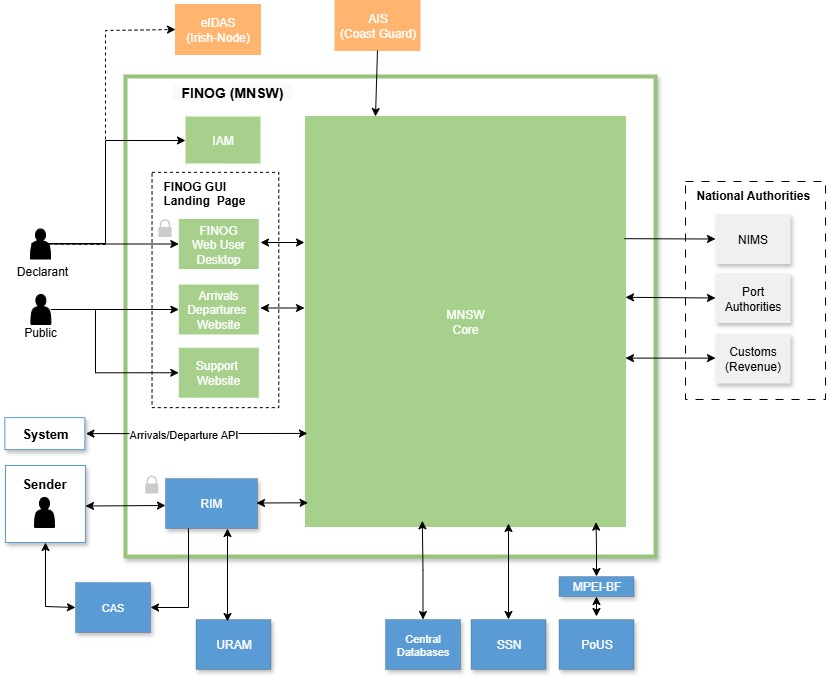 eIDAS
(Irish-Node)
AIS
(Coast Guard)
FINOG (MNSW)
IAM
FINOG GUI
Landing Page
FINOG
Web User
Desktop
Declarant
Arrivals
Departures
Website
Public
Support
Website
MNSW
Core
National Authorities
NIMS
Port
Authorities
Customs
(Revenue)
System
Arrivals/Departure API
Sender
RIM
CAS
URAM
Central
Databases
SSN
MPEI-BF
PoUS